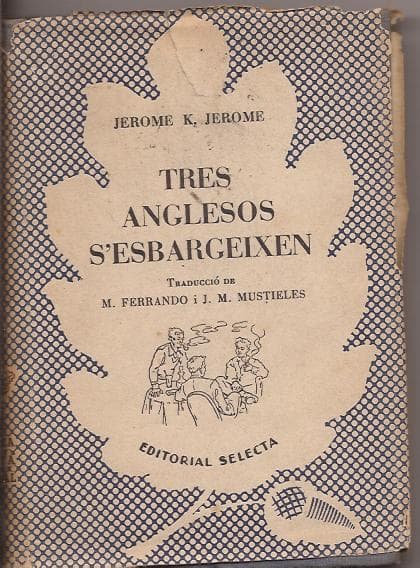 JEROME K. JEROME
TRES
ANGLESOS
S'ESBARGEIXEN
TRADUCCIÓ DE
M. FERRANDO i J. M. MUSTIELES
EDITORIAL SELECTA